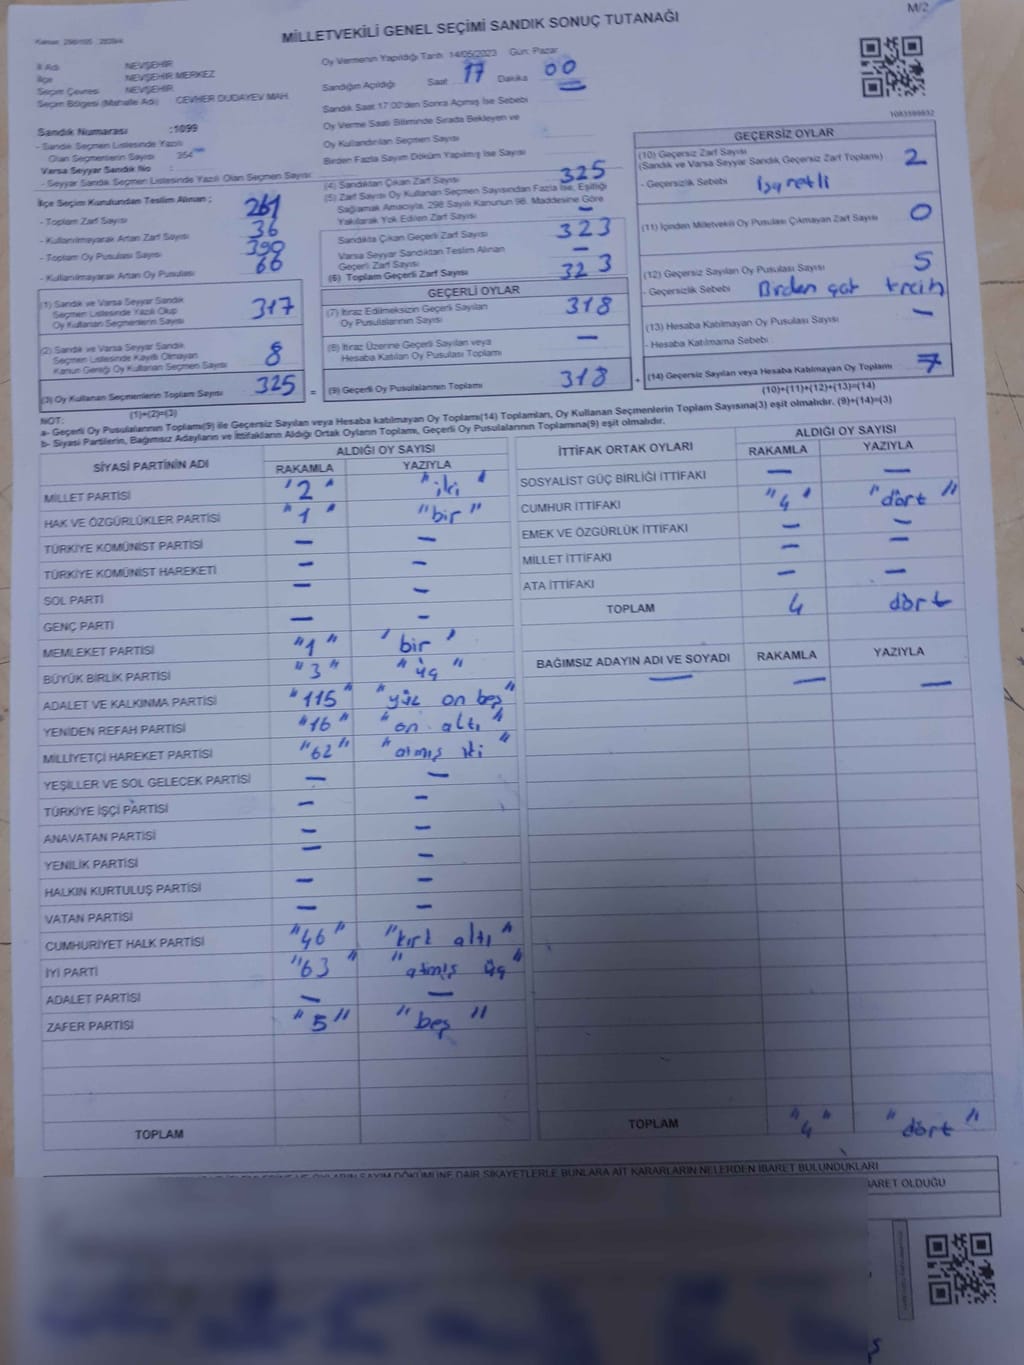 MİLLETVEKİLİ GENEL SEÇİMİ SANDIK SONUÇ TUTANAĞI
M/2
İl Adı NEVŞEHİR
İlçe NEVŞEHİR MERKEZ
Seçim Çevresi NEVŞEHİR
Seçim Bölgesi (Mahalle Adı) CEVHER DUDAYEV MAH.
Sandık Numarası :1099
- Sandık Seçmen Listesinde Yazılı
Olan Seçmenlerin Sayısı 354
Varsa Seyyar Sandık No :
- Seyyar Sandık Seçmen Listesinde Yazılı Olan Seçmen Sayısı:
İlçe Seçim Kurulundan Teslim Alınan ;
- Toplam Zarf Sayısı
- Kullanılmayarak Artan Zarf Sayısı 36
- Toplam Oy Pusulası Sayısı 390
- Kullanılmayarak Artan Oy Pusulası
(1) Sandık ve Varsa Seyyar Sandık
Seçmen Listesinde Yazılı Olup
Oy Kullanan Seçmenlerin Sayısı 317
(2) Sandık ve Varsa Seyyar Sandık
Seçmen Listesinde Kayıtlı Olmayan
Kanun Gereği Oy Kullanan Seçmen Sayısı 8
(3) Oy Kullanan Seçmenlerin Toplam Sayısı 325 =
(1)+(2)=(3)
Oy Vermenin Yapıldığı Tarih: 14/05/2023 Gün: Pazar
Sandığın Açıldığı Saat 17 Dakika 00
Sandık Saat 17:00'den Sonra Açımış İse Sebebi
Oy Verme Saati Bitiminde Sırada Bekleyen ve
Oy Kullandırılan Seçmen Sayısı
Birden Fazla Sayım Döküm Yapılmış İse Sayısı
(4) Sandıktan Çıkan Zarf Sayısı 325
(5) Zarf Sayısı Oy Kullanan Seçmen Sayısından Fazla İse, Eşitliği
Sağlamak Amacıyla, 298 Sayılı Kanunun 98. Maddesine Göre
Yakılarak Yok Edilen Zarf Sayısı –
Sandıkta Çıkan Geçerli Zarf Sayısı 323
Varsa Seyyar Sandıktan Teslim Alınan
Geçerli Zarf Sayısı –
(6) Toplam Geçerli Zarf Sayısı 323
GEÇERLİ OYLAR
(7) İtiraz Edilmeksizin Geçerli Sayılan
Oy Pusulalarının Sayısı 318
(8) İtiraz Üzerine Geçerli Sayılan veya
Hesaba Katılan Oy Pusulası Toplamı –
(9) Geçerli Oy Pusulalarının Toplamı 318 +
1083599832
GEÇERSİZ OYLAR
(10) Geçersiz Zarf Sayısı
(Sandık ve Varsa Seyyar Sandık Geçersiz Zarf Toplamı) 2
- Geçersizlik Sebebi İşaretli
(11) İçinden Milletvekili Oy Pusulası Çıkmayan Zarf Sayısı 0
(12) Geçersiz Sayılan Oy Pusulası Sayısı 5
- Geçersizlik Sebebi
(13) Hesaba Katılmayan Oy Pusulası Sayısı –
- Hesaba Katılmama Sebebi :
(14) Geçersiz Sayılan veya Hesaba Katılmayan Oy Toplamı 7
(10)+(11)+(12)+(13)=(14)
NOT:
a- Geçerli Oy Pusulalarının Toplamı(9) ile Geçersiz Sayılan veya Hesaba katılmayan Oy Toplamı(14) Toplamları, Oy Kullanan Seçmenlerin Toplam Sayısına(3) eşit olmalıdır. (9)+(14)=(3)
b- Siyasi Partilerin, Bağımsız Adayların ve İttifakların Aldığı Ortak Oyların Toplamı, Geçerli Oy Pusulalarının Toplamına(9) eşit olmalıdır.
SİYASİ PARTİNİN ADI ALDIĞI OY SAYISI
RAKAMLA YAZIYLA
MİLLET PARTİSİ "2" "iki"
HAK VE ÖZGÜRLÜKLER PARTİSİ "1" "bir"
TÜRKİYE KOMÜNİST PARTİSİ – –
TÜRKİYE KOMÜNİST HAREKETİ – –
SOL PARTİ – –
GENÇ PARTİ – –
MEMLEKET PARTİSİ "1" "bir"
BÜYÜK BİRLİK PARTİSİ "3" "üç"
ADALET VE KALKINMA PARTİSİ "115" "yüz on beş"
YENİDEN REFAH PARTİSİ "16" "on altı"
MİLLİYETÇİ HAREKET PARTİSİ "62" "atmış iki"
YEŞİLLER VE SOL GELECEK PARTİSİ – –
TÜRKİYE İŞÇİ PARTİSİ – –
ANAVATAN PARTİSİ – –
YENİLİK PARTİSİ – –
HALKIN KURTULUŞ PARTİSİ – –
VATAN PARTİSİ – –
CUMHURİYET HALK PARTİSİ "46" "kırk altı"
İYİ PARTİ "63" "atmış üç"
ADALET PARTİSİ – –
ZAFER PARTİSİ "5" "beş"
TOPLAM
İTTİFAK ORTAK OYLARI ALDIĞI OY SAYISI
RAKAMLA YAZIYLA
SOSYALİST GÜÇ BİRLİĞİ İTTİFAKI – –
CUMHUR İTTİFAKI "4" "dört"
EMEK VE ÖZGÜRLÜK İTTİFAKI – –
MİLLET İTTİFAKI – –
ATA İTTİFAKI – –
TOPLAM 4 dört
BAĞIMSIZ ADAYIN ADI VE SOYADI RAKAMLA YAZIYLA
– – –
TOPLAM "4" "dört"
SAYIM DÖKÜMÜNE DAİR ŞİKAYETLERLE BUNLARA AİT KARARLARIN NELERDEN İBARET BULUNDUKLARI
İBARET OLDUĞU